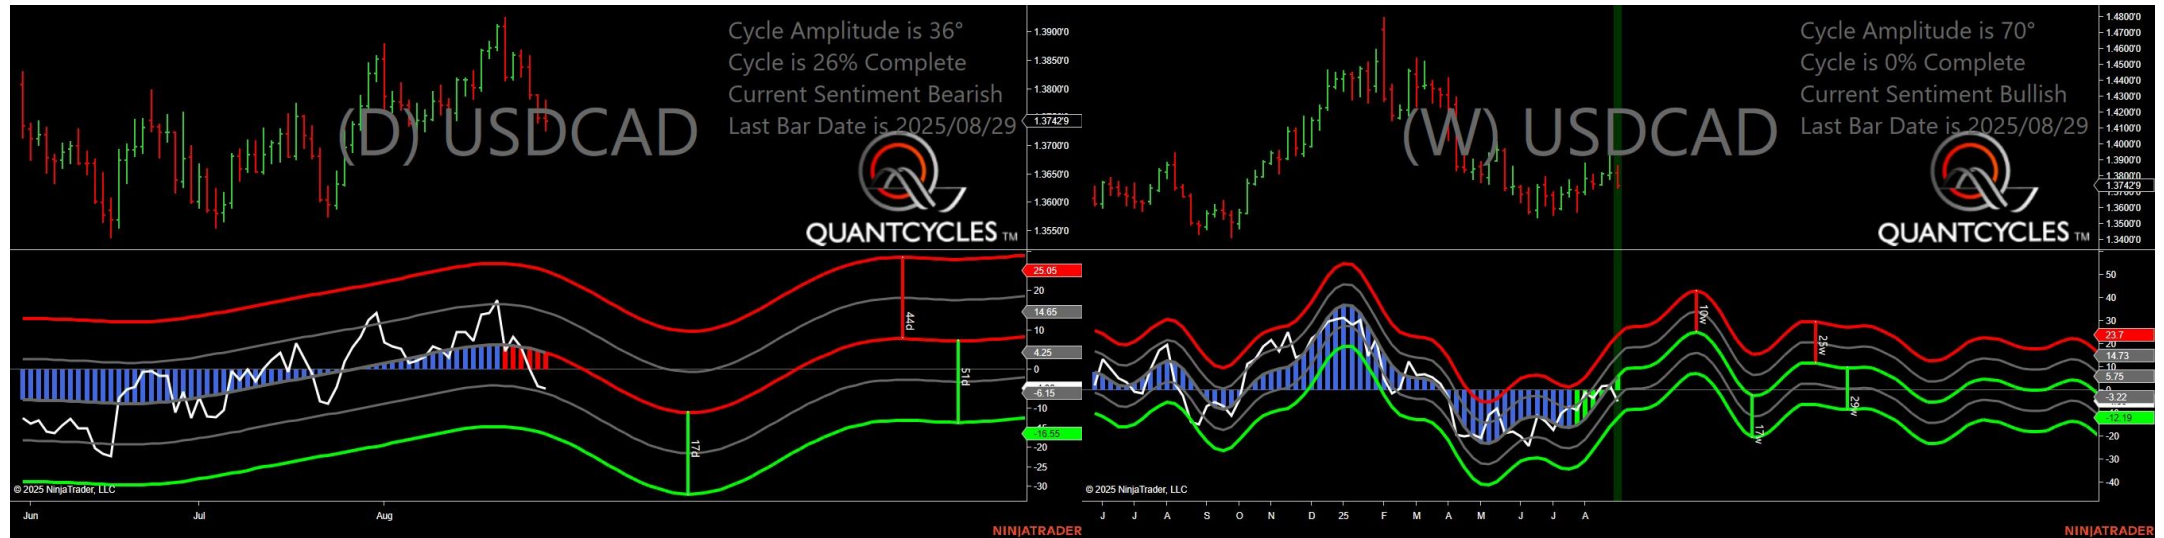 Cycle Amplitude is 36°
Cycle is 26% Complete
Current Sentiment Bearish
Last Bar Date is 2025/08/29
(D) USDCAD
QUANTCYCLES TM
1.3900'0
1.3850'0
1.3800'0
1.3742'9
1.3700'0
1.3650'0
1.3600'0
1.3550'0
25.05
20
14.65
10
4.25
0
-6.15
-10
-16.55
-20
-25
-30
44d
51d
17d
© 2025 NinjaTrader, LLC
Jun Jul Aug
NINJATRADER
Cycle Amplitude is 70°
Cycle is 0% Complete
Current Sentiment Bullish
Last Bar Date is 2025/08/29
(W) USDCAD
QUANTCYCLES TM
1.4800'0
1.4700'0
1.4600'0
1.4500'0
1.4400'0
1.4300'0
1.4200'0
1.4100'0
1.4000'0
1.3900'0
1.3800'0
1.3742'9
1.3600'0
1.3500'0
1.3400'0
50
40
30
23.7
20
14.73
10
5.75
0
-3.22
-12.19
-20
-30
-40
10w
25w
17w
29w
© 2025 NinjaTrader, LLC
J J A S O N D 25 F M A M J J A
NINJATRADER